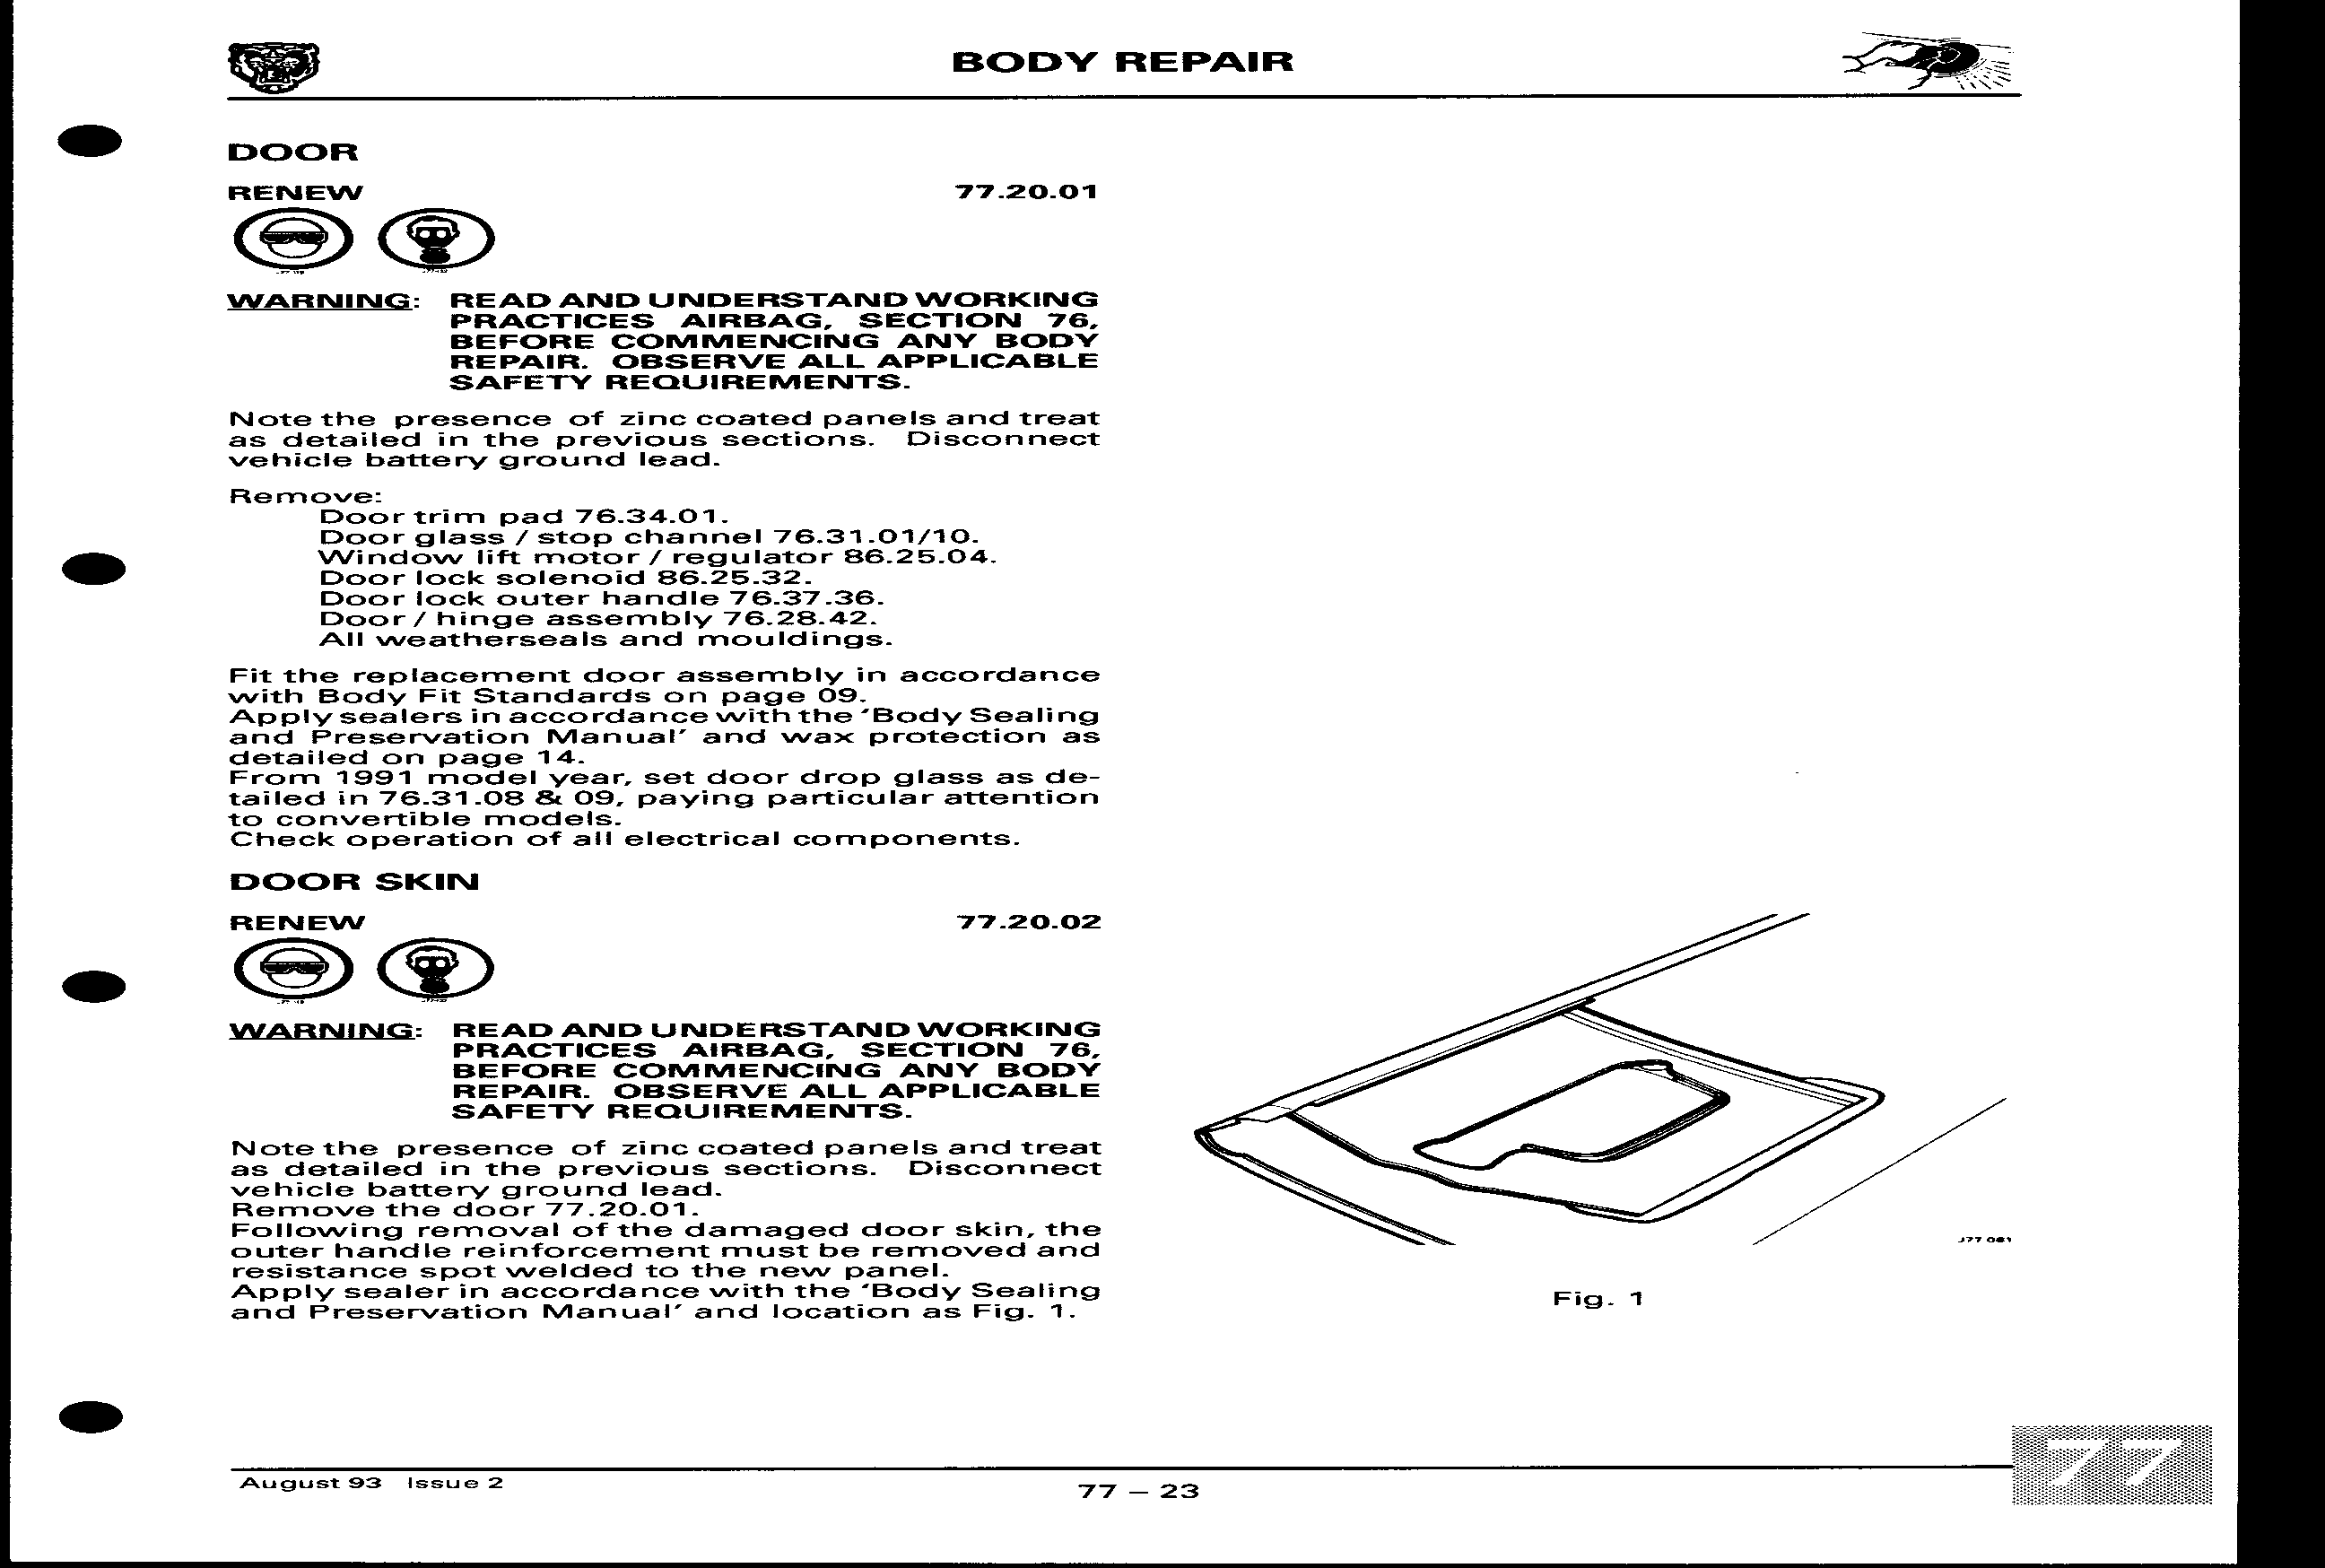 BODY REPAIR
DOOR
RENEW 77.20.01
WARNING: READ AND UNDERSTAND WORKING
PRACTICES AIRBAG, SECTION 76,
BEFORE COMMENCING ANY BODY
REPAIR. OBSERVE ALL APPLICABLE
SAFETY REQUIREMENTS.
Note the presence of zinc coated panels and treat
as detailed in the previous sections. Disconnect
vehicle battery ground lead.
Remove:
Door trim pad 76.34.01.
Door glass / stop channel 76.31.01/10.
Window lift motor / regulator 86.25.04.
Door lock solenoid 86.25.32.
Door lock outer handle 76.37.36.
Door / hinge assembly 76.28.42.
All weatherseals and mouldings.
Fit the replacement door assembly in accordance
with Body Fit Standards on page 09.
Apply sealers in accordance with the 'Body Sealing
and Preservation Manual' and wax protection as
detailed on page 14.
From 1991 model year, set door drop glass as de-
tailed in 76.31.08 & 09, paying particular attention
to convertible models.
Check operation of all electrical components.
DOOR SKIN
RENEW 77.20.02
WARNING: READ AND UNDERSTAND WORKING
PRACTICES AIRBAG, SECTION 76,
BEFORE COMMENCING ANY BODY
REPAIR. OBSERVE ALL APPLICABLE
SAFETY REQUIREMENTS.
Note the presence of zinc coated panels and treat
as detailed in the previous sections. Disconnect
vehicle battery ground lead.
Remove the door 77.20.01.
Following removal of the damaged door skin, the
outer handle reinforcement must be removed and
resistance spot welded to the new panel.
Apply sealer in accordance with the 'Body Sealing
and Preservation Manual' and location as Fig. 1.
J77 081
Fig. 1
August 93 Issue 2
77 – 23
77